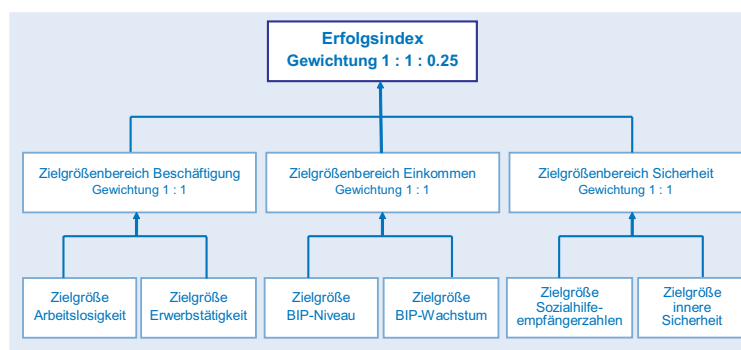 Erfolgsindex
Gewichtung 1 : 1 : 0.25
Zielgrößenbereich Beschäftigung
Gewichtung 1 : 1
Zielgrößenbereich Einkommen
Gewichtung 1 : 1
Zielgrößenbereich Sicherheit
Gewichtung 1 : 1
Zielgröße
Arbeitslosigkeit
Zielgröße
Erwerbstätigkeit
Zielgröße
BIP-Niveau
Zielgröße
BIP-Wachstum
Zielgröße
Sozialhilfe-
empfängerzahlen
Zielgröße
innere
Sicherheit